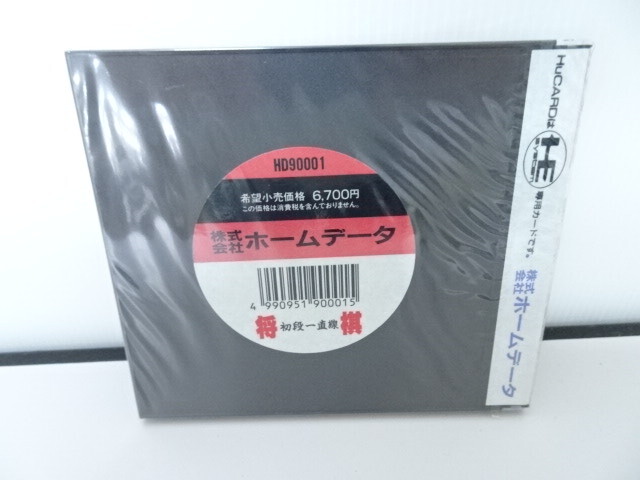 HD90001
希望小売価格 6,700円
この価格は消費税を含んでおりません。
株式会社 ホームデータ
4 990951 900015
将 初段一直線 棋
HuCARDは HE 専用カードです。
株式会社 ホームデータ